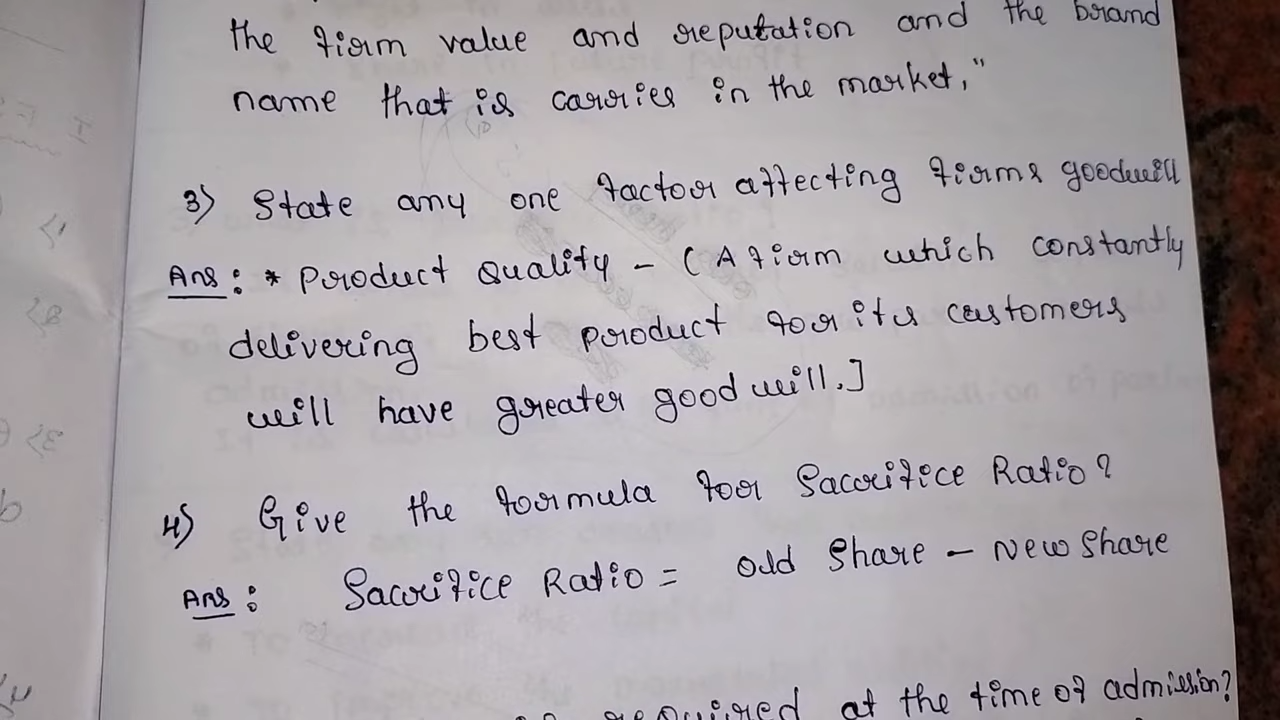 the firm value and reputation and the brand
name that is carries in the market,"
3) State any one factor affecting firms goodwill
Ans: * Product Quality - (A firm which constantly
delivering best product for its customers
will have greater goodwill.]
4) Give the formula for Sacrifice Ratio?
Ans: Sacrifice Ratio = Old Share - New Share
required at the time of admission?